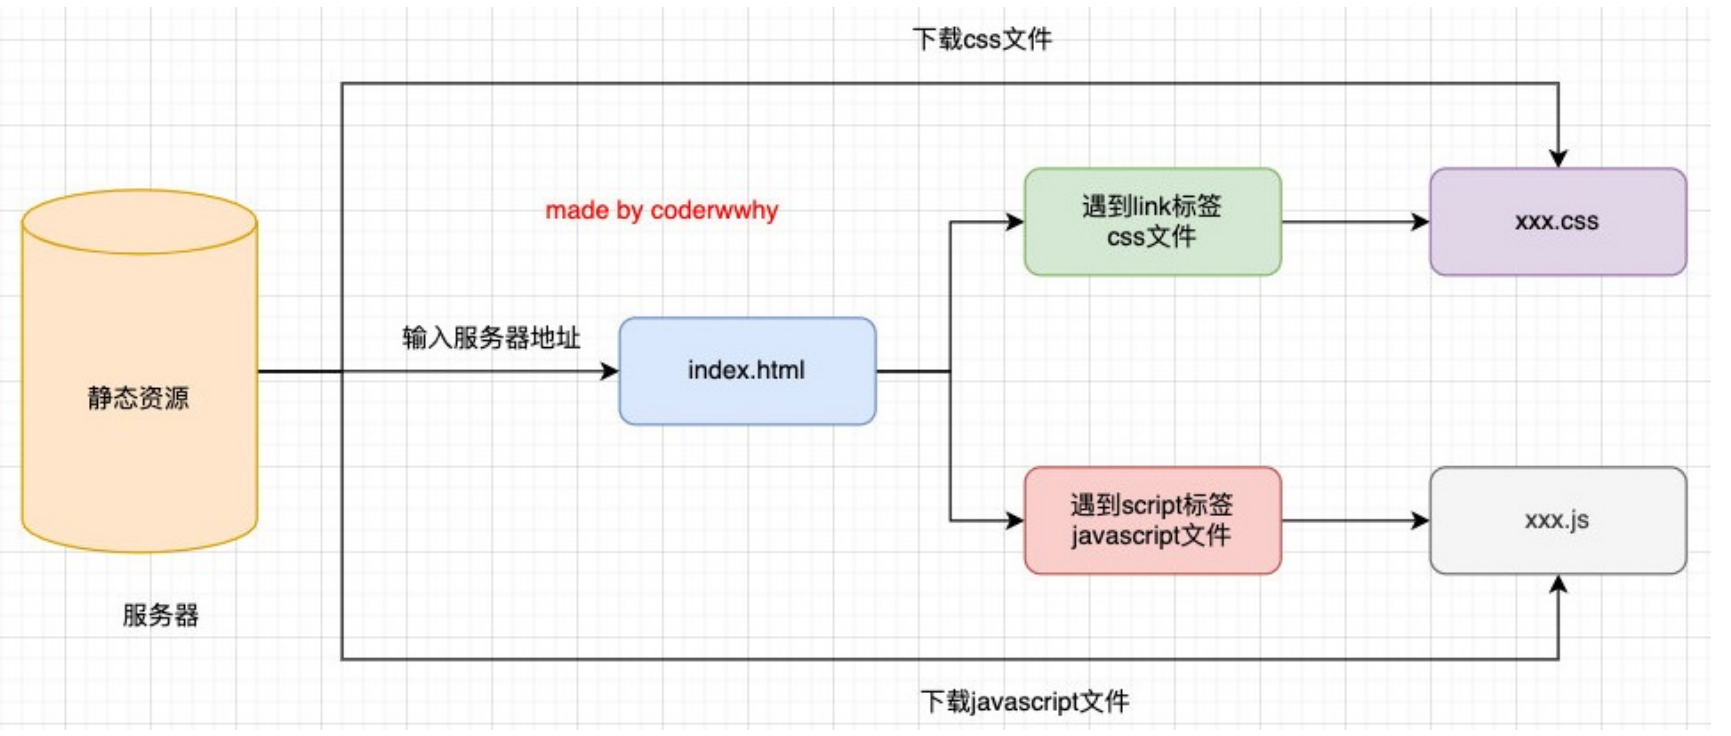 下载css文件
made by coderwwhy
遇到link标签
css文件
xxx.css
输入服务器地址
index.html
静态资源
遇到script标签
javascript文件
xxx.js
服务器
下载javascript文件